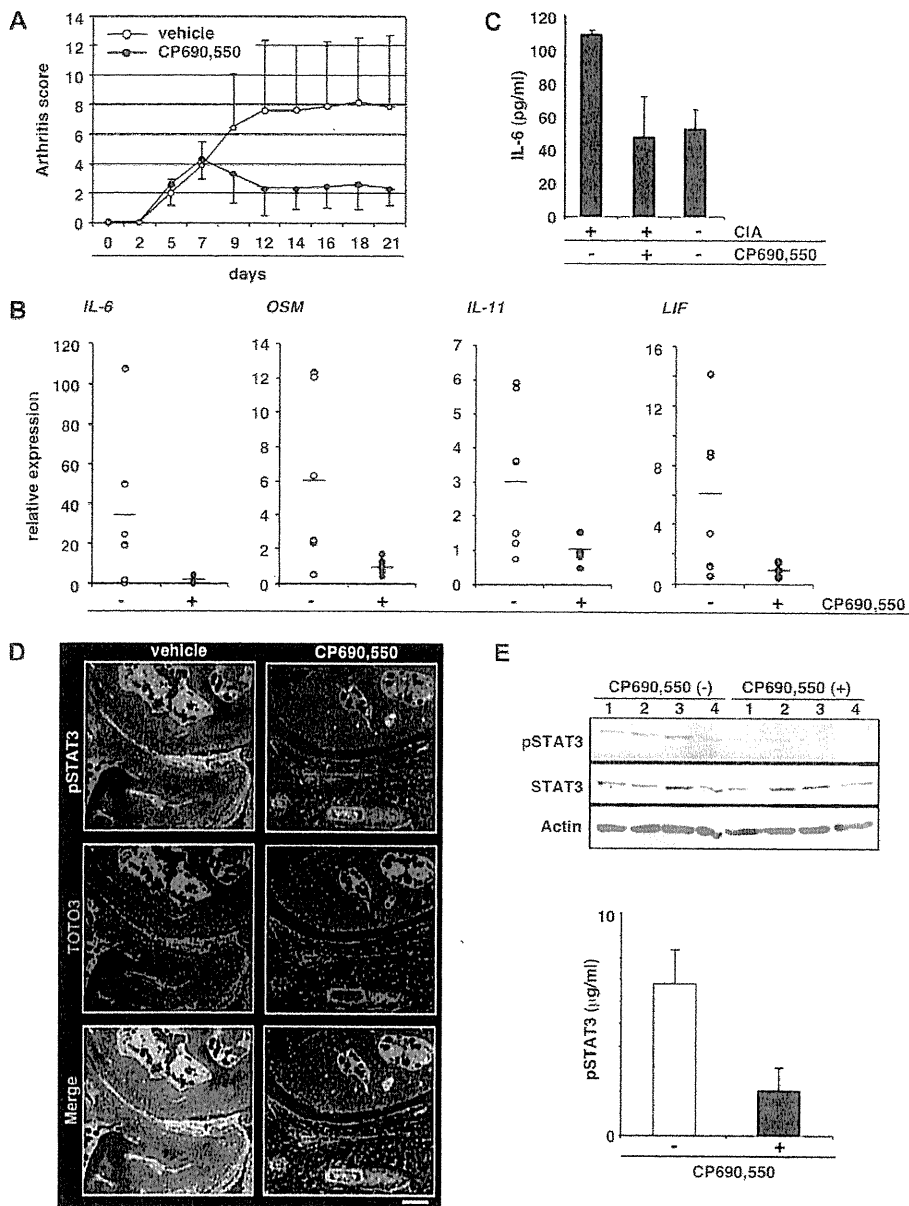 A
Arthritis score
14
12
10
8
6
4
2
0
vehicle
CP690,550
0 2 5 7 9 12 14 16 18 21
days
C
IL-6 (pg/ml)
120
100
80
60
40
20
0
+ + - CIA
- + - CP690,550
B
relative expression
IL-6
120
100
80
60
40
20
0
- +
OSM
14
12
10
8
6
4
2
0
- +
IL-11
7
6
5
4
3
2
1
0
- +
LIF
16
12
8
4
0
- + CP690,550
D
vehicle CP690,550
pSTAT3
TOTO3
Merge
E
CP690,550 (-) CP690,550 (+)
1 2 3 4 1 2 3 4
pSTAT3
STAT3
Actin
pSTAT3 (μg/ml)
10
0
- +
CP690,550